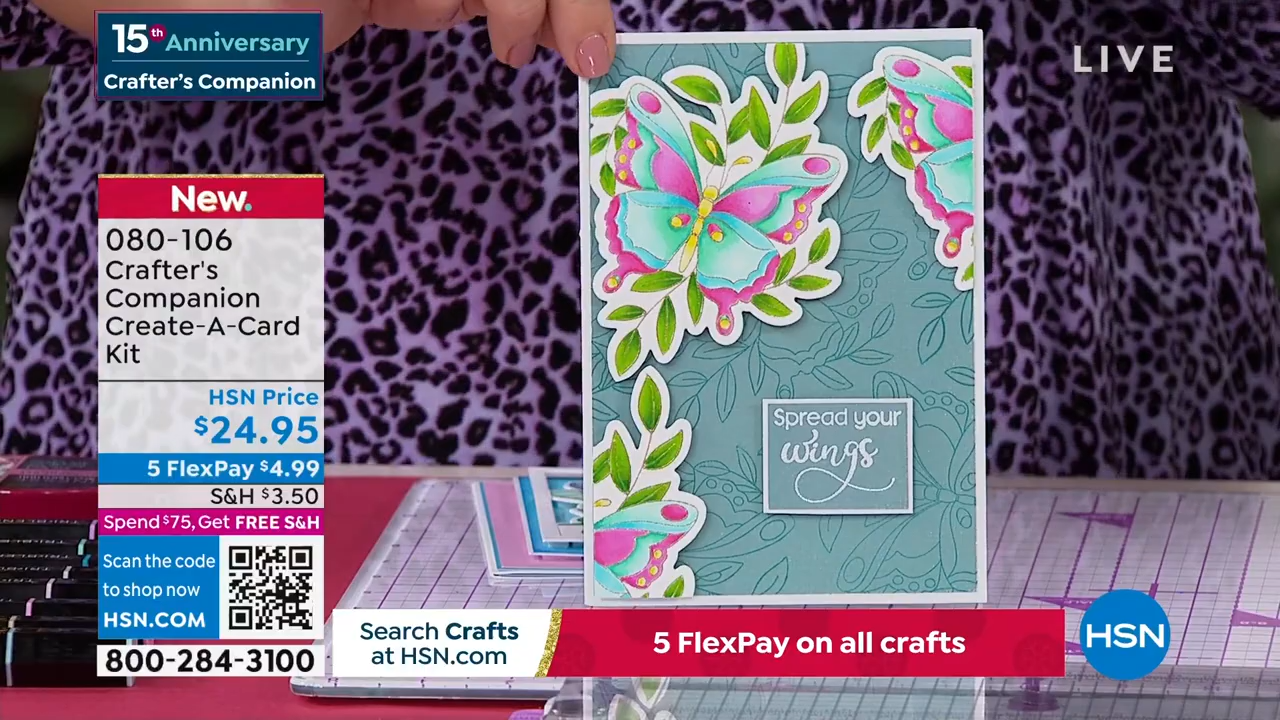 15th Anniversary
Crafter's Companion
LIVE
New.
080-106
Crafter's
Companion
Create-A-Card
Kit
HSN Price
$24.95
5 FlexPay $4.99
S&H $3.50
Spend $75, Get FREE S&H
Scan the code
to shop now
HSN.COM
800-284-3100
Spread your
wings
Search Crafts
at HSN.com
5 FlexPay on all crafts
HSN